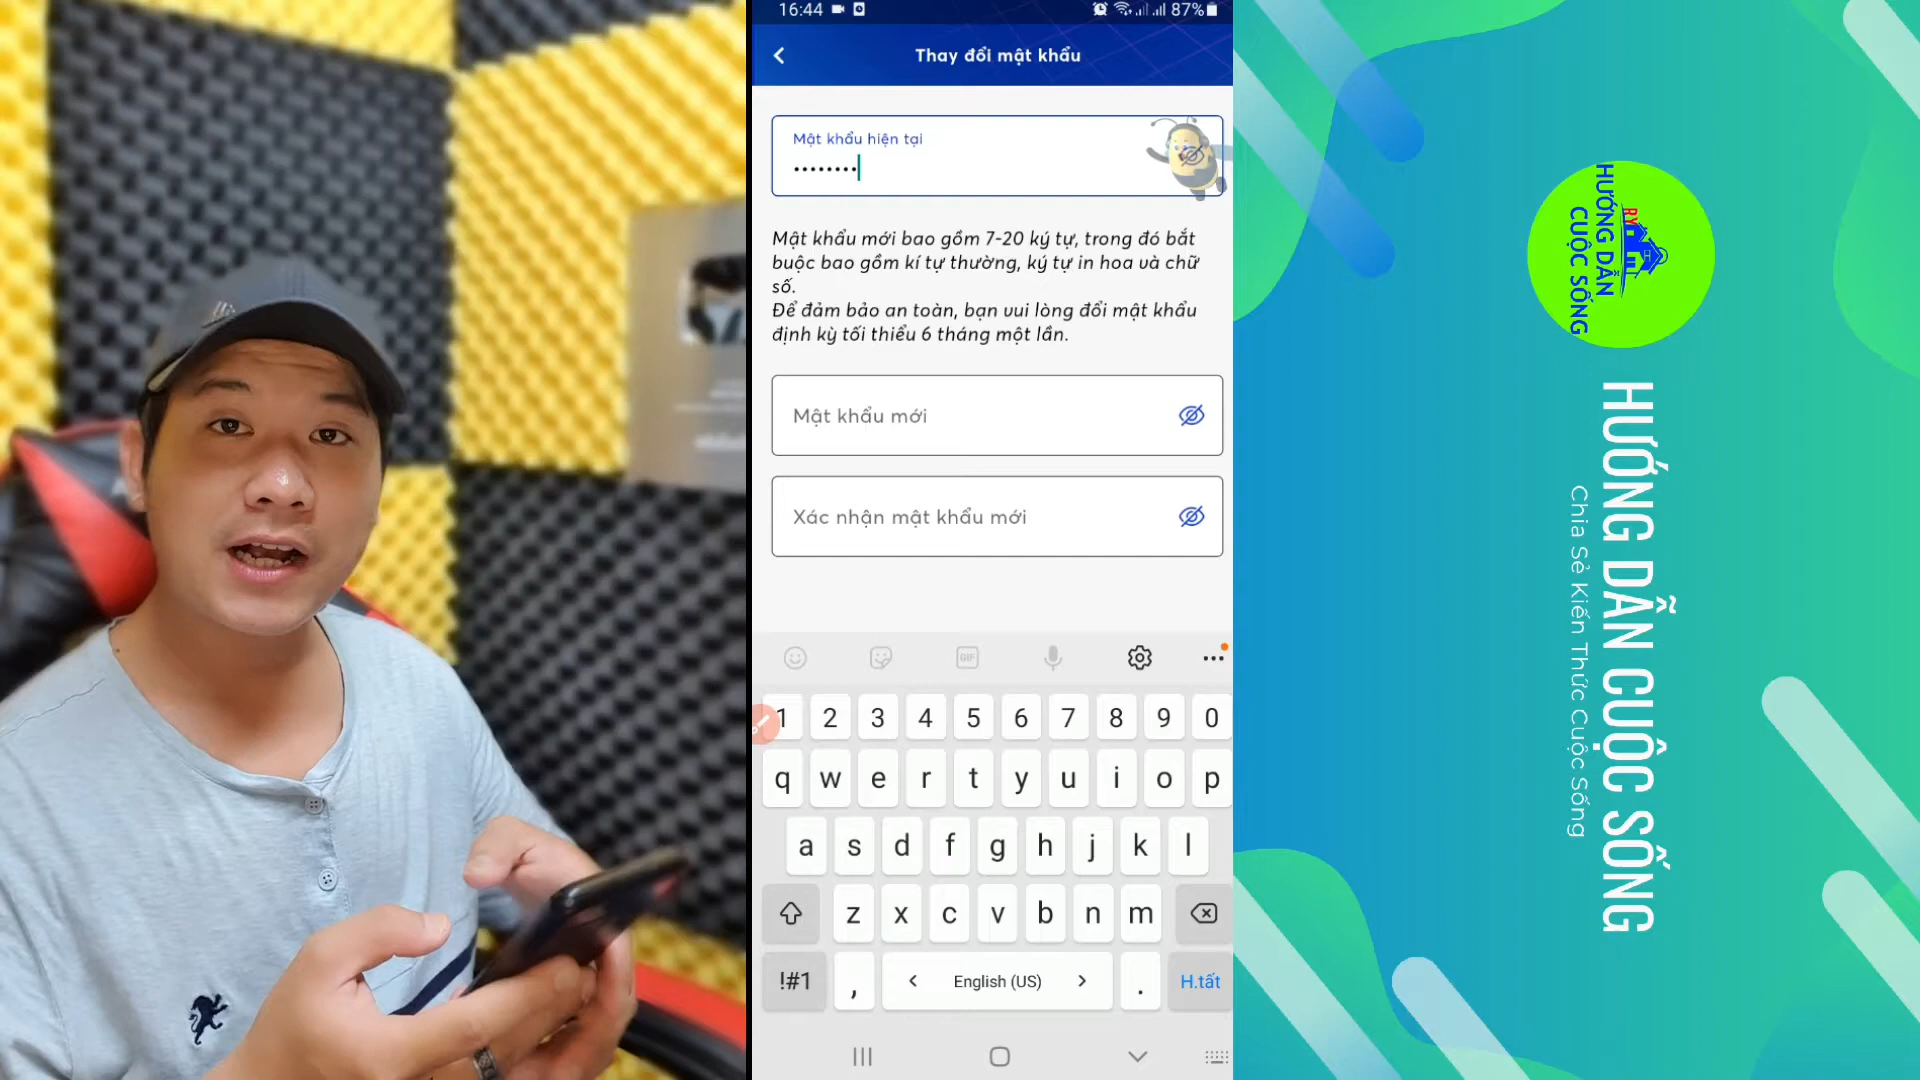 16:44
87%
Thay đổi mật khẩu
Mật khẩu hiện tại
••••••••
Mật khẩu mới bao gồm 7-20 ký tự, trong đó bắt
buộc bao gồm kí tự thường, ký tự in hoa và chữ
số.
Để đảm bảo an toàn, bạn vui lòng đổi mật khẩu
định kỳ tối thiểu 6 tháng một lần.
Mật khẩu mới
Xác nhận mật khẩu mới
GIF
1 2 3 4 5 6 7 8 9 0
q w e r t y u i o p
a s d f g h j k l
z x c v b n m
!#1 , < English (US) > . H.tất
RY
HƯỚNG DẪN
CUỘC SỐNG
HƯỚNG DẪN CUỘC SỐNG
Chia Sẻ Kiến Thức Cuộc Sống